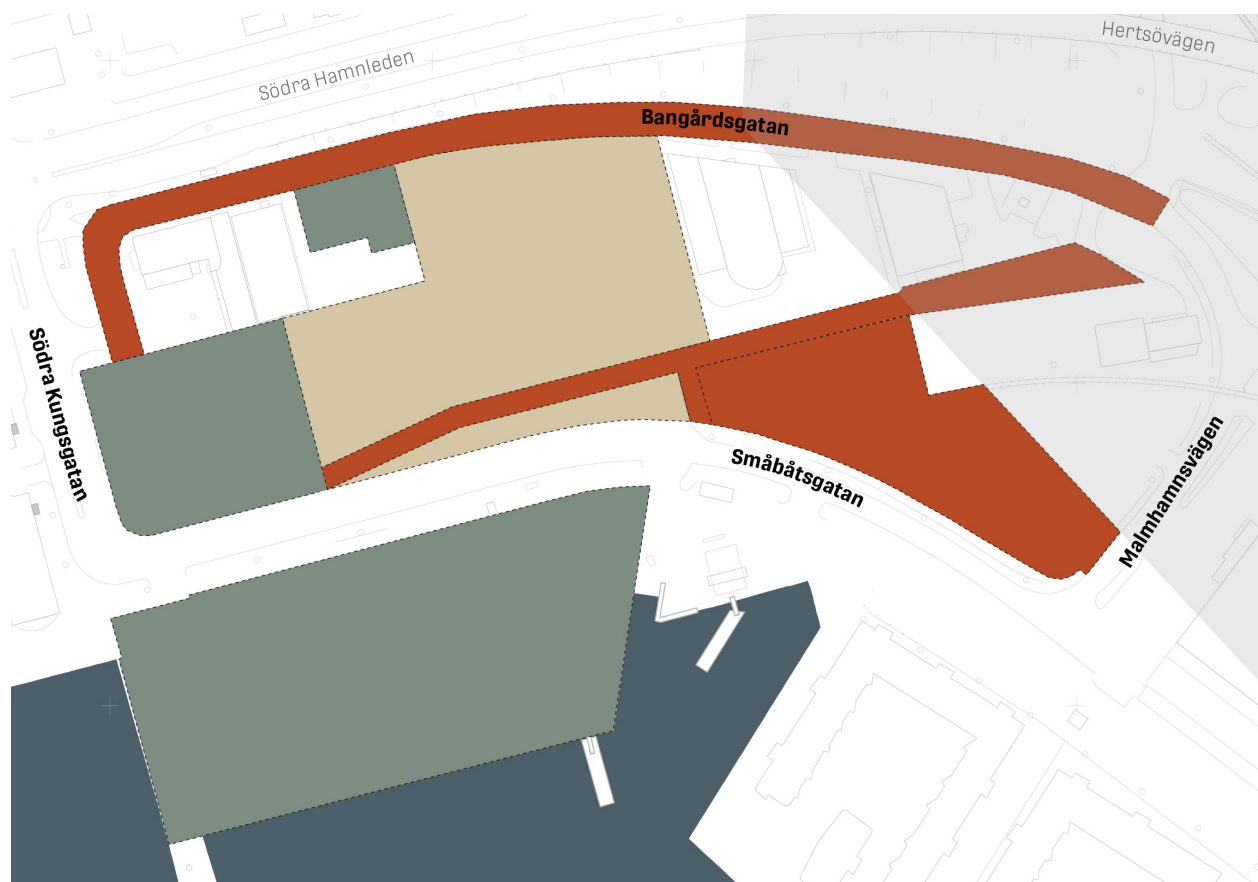 Hertsövägen
Södra Hamnleden
Bangårdsgatan
Södra Kungsgatan
Småbåtsgatan
Malmhamnsvägen